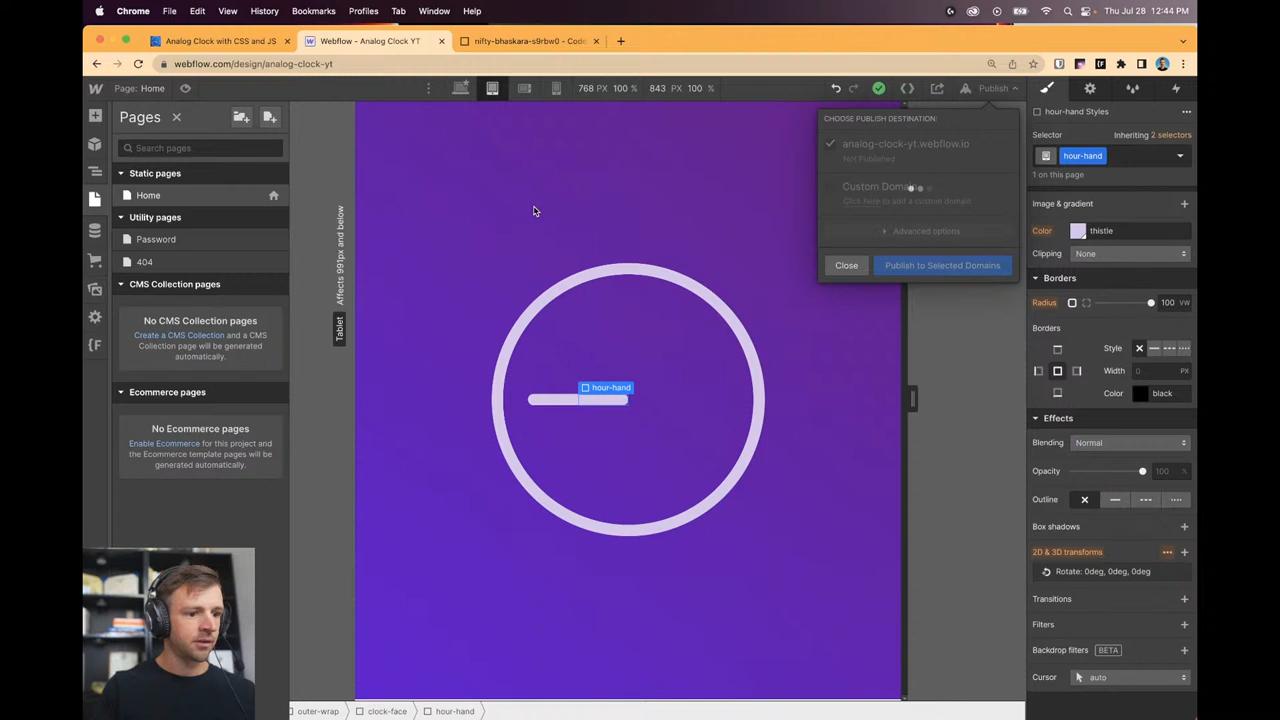 Chrome File Edit View History Bookmarks Profiles Tab Window Help Thu Jul 28 12:44 PM
Analog Clock with CSS and JS
Webflow - Analog Clock YT
nifty-bhaskara-s9rbw0 - Code
webflow.com/design/analog-clock-yt
Page: Home
768 PX 100 % 843 PX 100 %
Publish
Pages
Search pages
Static pages
Home
Utility pages
Password
404
CMS Collection pages
No CMS Collection pages
Create a CMS Collection and a CMS
Collection page will be generated
automatically.
Ecommerce pages
No Ecommerce pages
Enable Ecommerce for this project and
the Ecommerce template pages will be
generated automatically.
Affects 991px and below
Tablet
hour-hand
CHOOSE PUBLISH DESTINATION:
analog-clock-yt.webflow.io
Not Published
Custom Domain
Click here to add a custom domain
Advanced options
Close
Publish to Selected Domains
hour-hand Styles
Selector
Inheriting 2 selectors
hour-hand
1 on this page
Image & gradient
Color thistle
Clipping None
Borders
Radius 100 VW
Borders
Style
Width 0 PX
Color black
Effects
Blending Normal
Opacity 100 %
Outline
Box shadows
2D & 3D transforms
Rotate: 0deg, 0deg, 0deg
Transitions
Filters
Backdrop filters BETA
Cursor auto
outer-wrap
clock-face
hour-hand